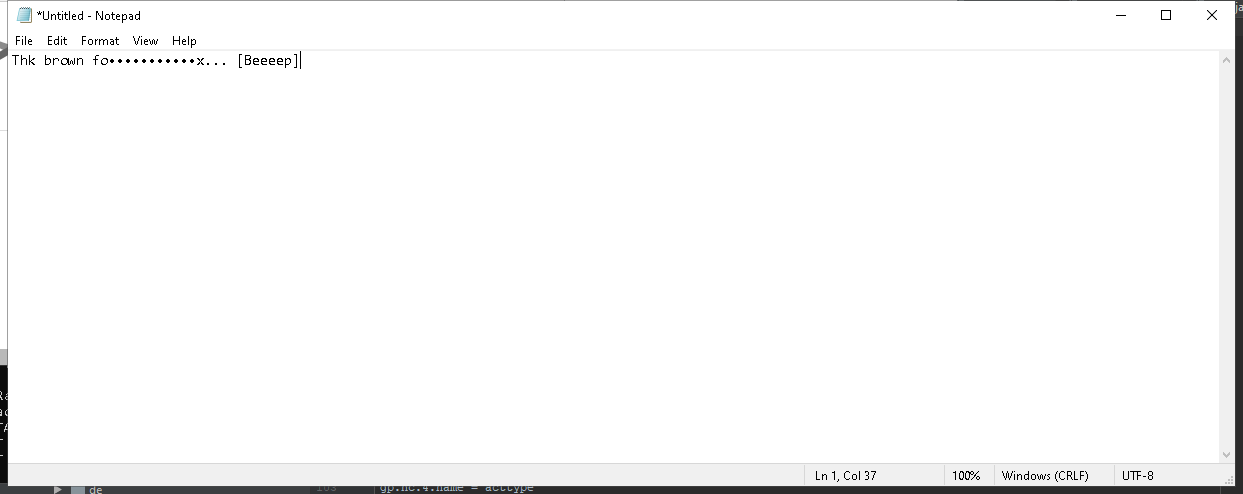 *Untitled - Notepad
File Edit Format View Help
Thk brown fo•••••••••••x... [Beeeep]
Ln 1, Col 37 100% Windows (CRLF) UTF-8
de